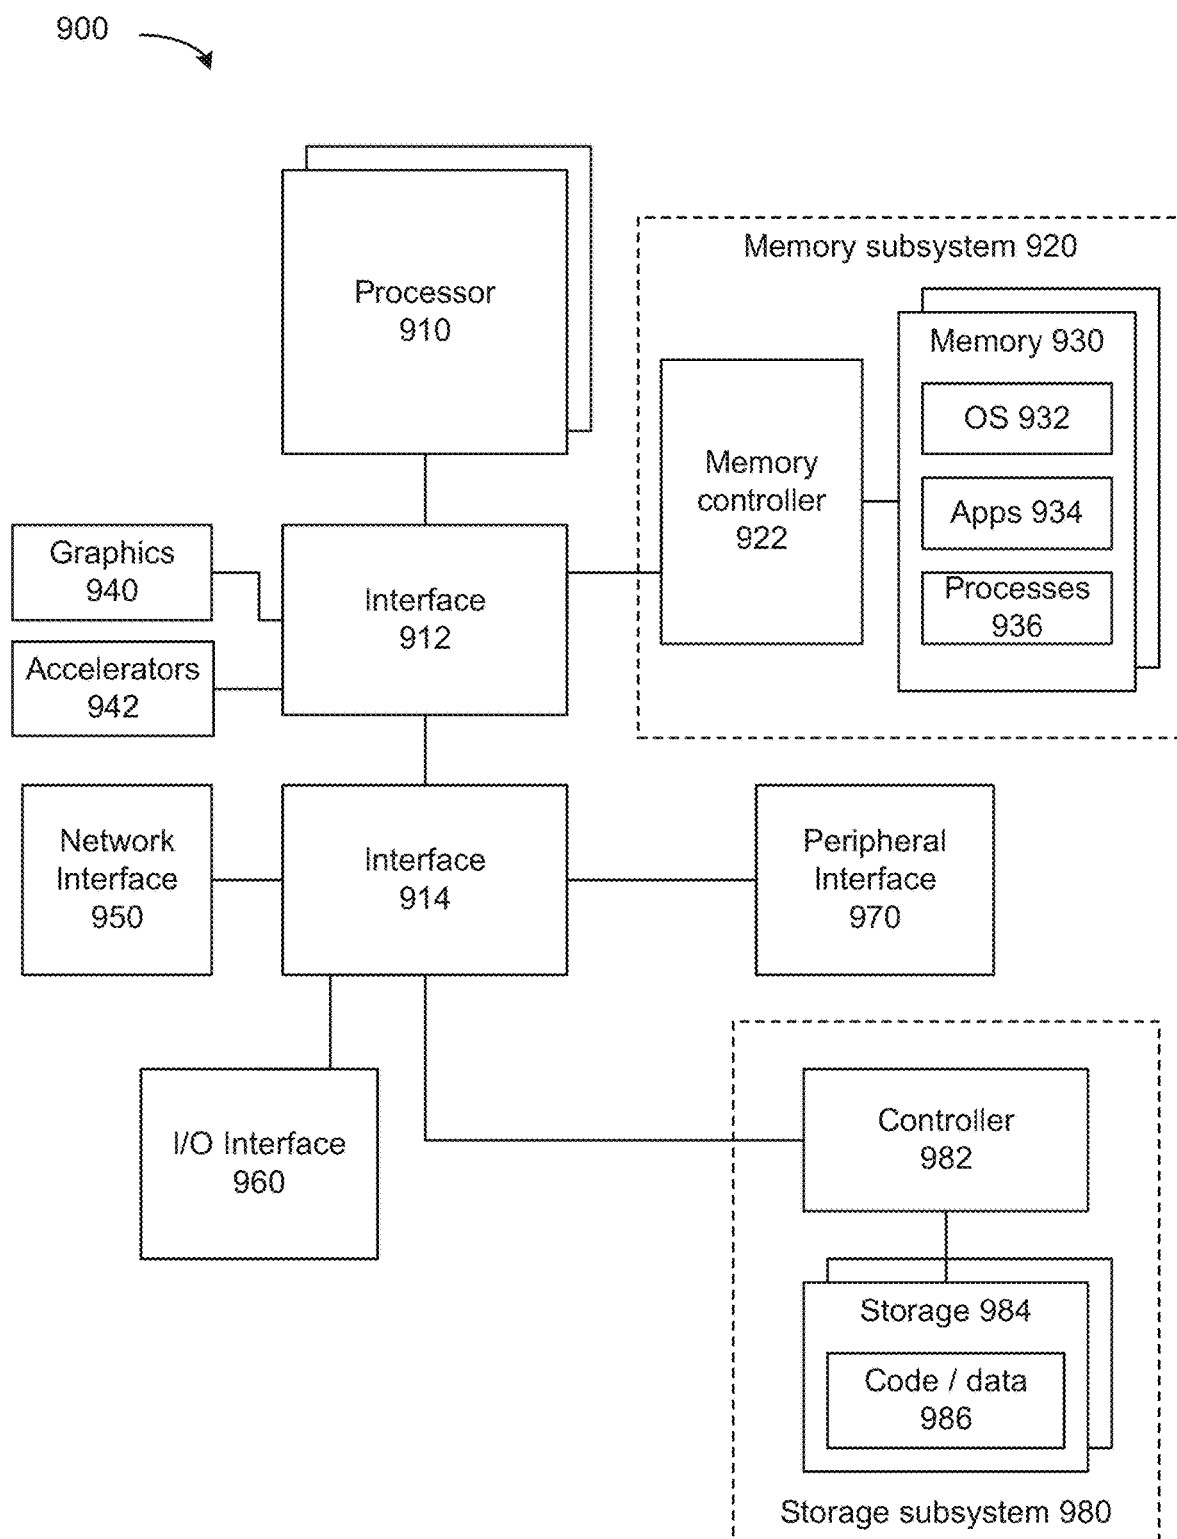 900
Processor
910
Memory subsystem 920
Memory 930
OS 932
Apps 934
Processes
936
Memory
controller
922
Graphics
940
Accelerators
942
Interface
912
Network
Interface
950
Interface
914
Peripheral
Interface
970
I/O Interface
960
Controller
982
Storage 984
Code / data
986
Storage subsystem 980